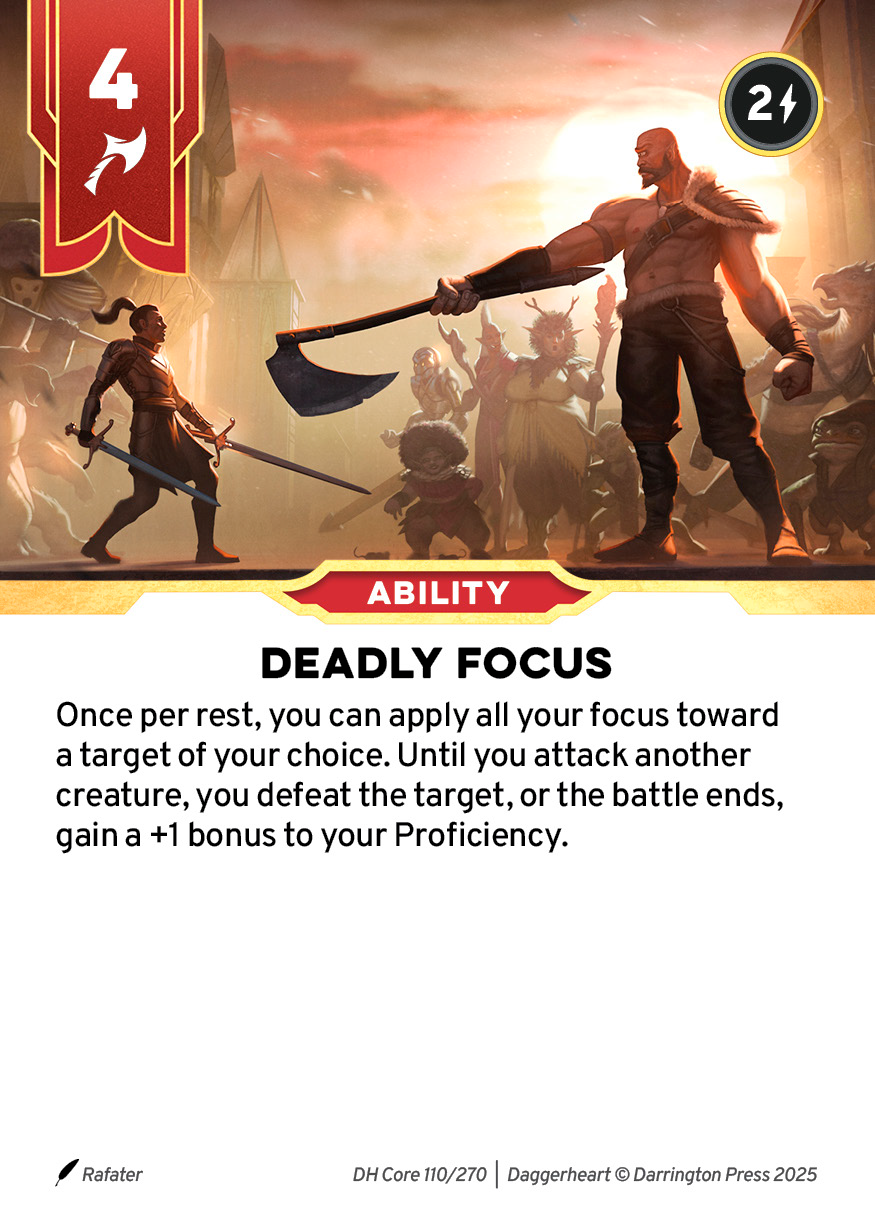 4
2
ABILITY
DEADLY FOCUS
Once per rest, you can apply all your focus toward
a target of your choice. Until you attack another
creature, you defeat the target, or the battle ends,
gain a +1 bonus to your Proficiency.
Rafater
DH Core 110/270 | Daggerheart © Darrington Press 2025